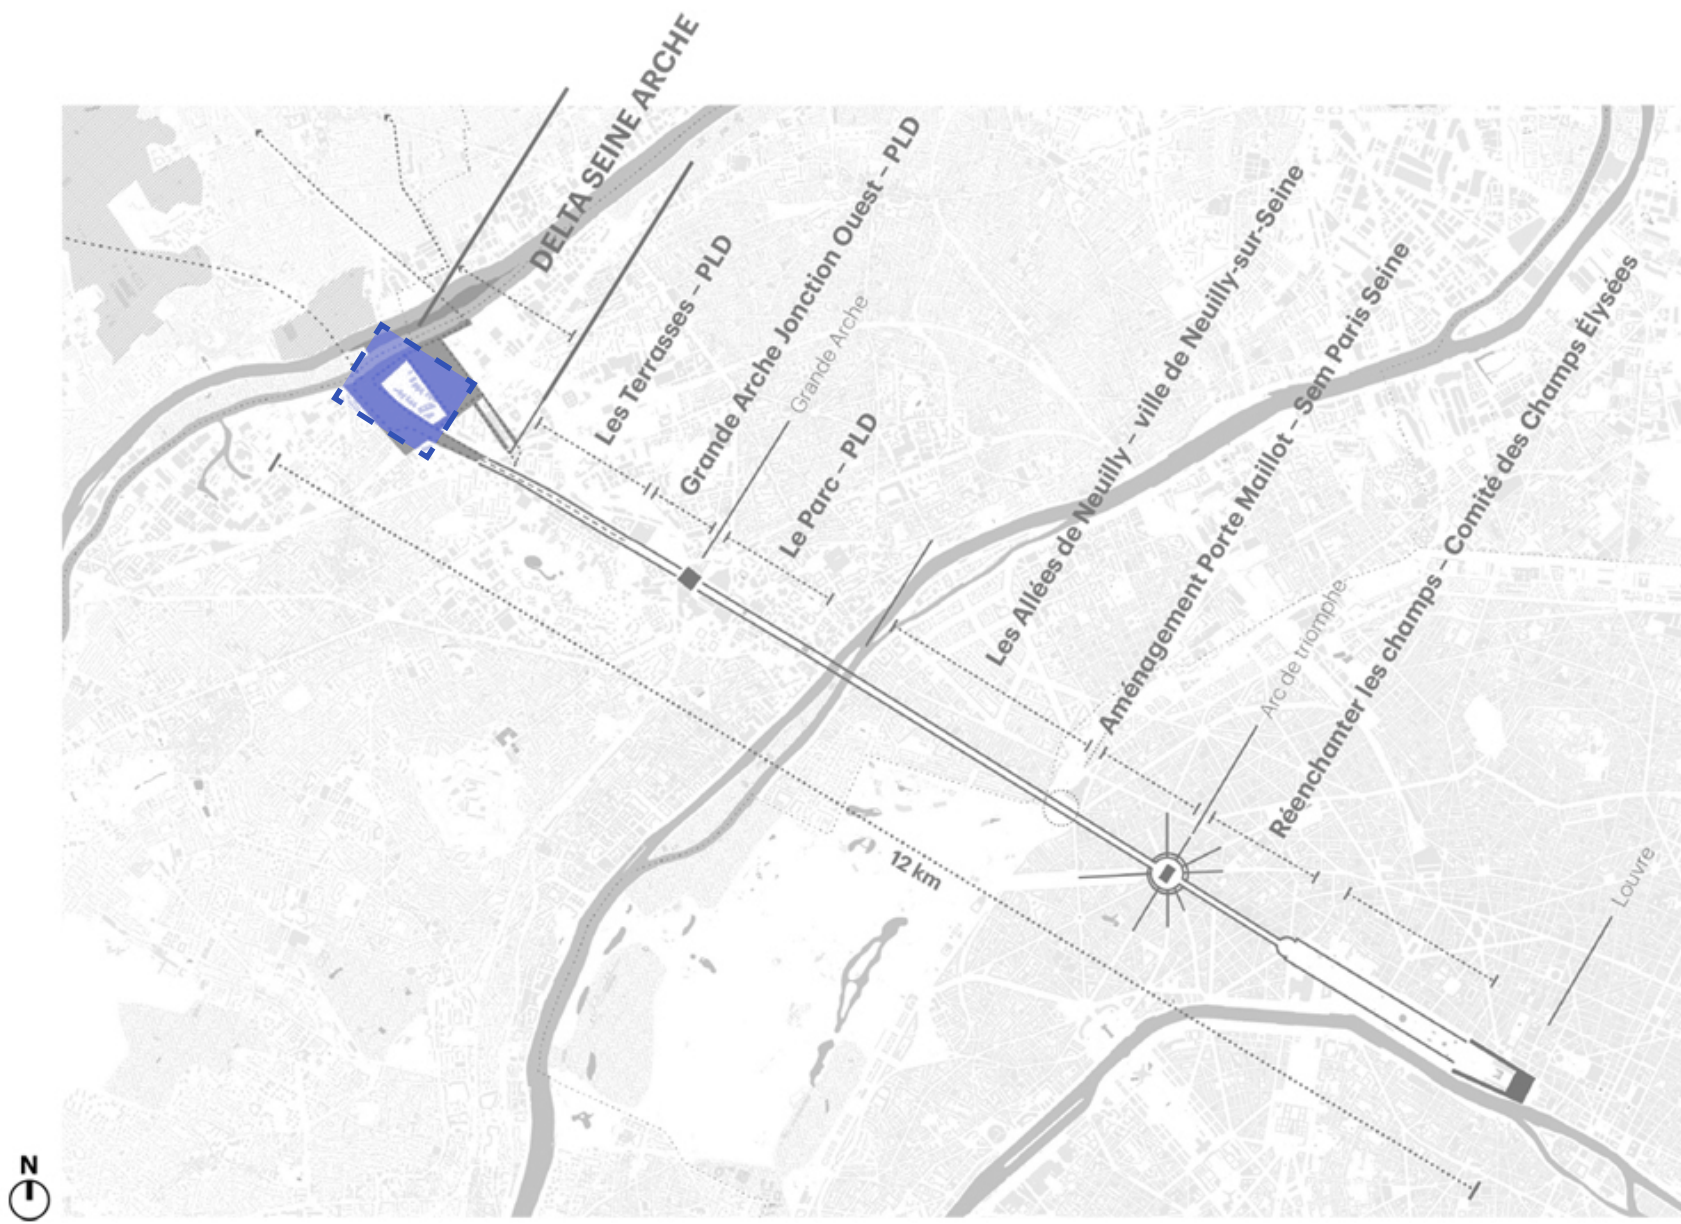 DELTA SEINE ARCHE
Les Terrasses – PLD
Grande Arche Jonction Ouest – PLD
Grande Arche
Le Parc – PLD
Les Allées de Neuilly – ville de Neuilly-sur-Seine
Aménagement Porte Maillot – Sem Paris Seine
Arc de triomphe
Réenchanter les champs – Comité des Champs Élysées
Louvre
12 km
N